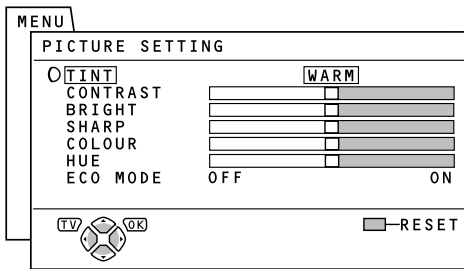 MENU
PICTURE SETTING
TINT WARM
CONTRAST
BRIGHT
SHARP
COLOUR
HUE
ECO MODE OFF ON
TV OK RESET